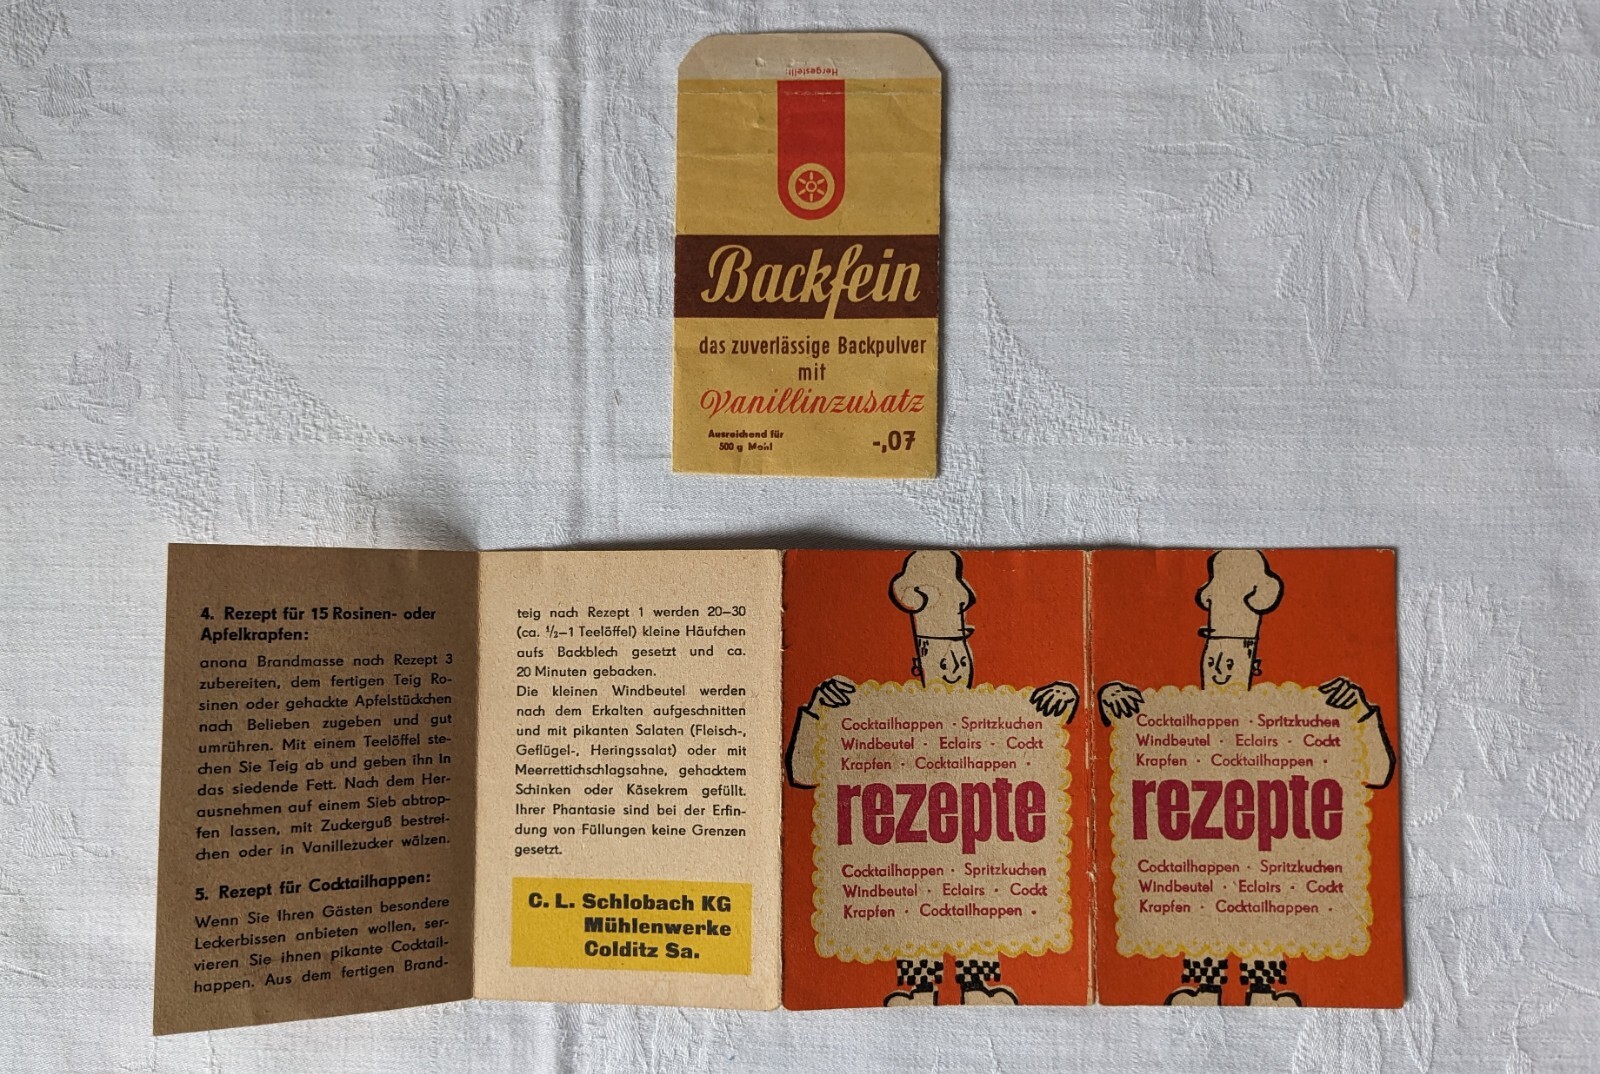 Hergestellt:
Backfein
das zuverlässige Backpulver
mit
Vanillinzusatz
Ausreichend für
500 g Mehl
-,07
4. Rezept für 15 Rosinen- oder
Apfelkrapfen:
anona Brandmasse nach Rezept 3
zubereiten, dem fertigen Teig Ro-
sinen oder gehackte Apfelstückchen
nach Belieben zugeben und gut
umrühren. Mit einem Teelöffel ste-
chen Sie Teig ab und geben ihn in
das siedende Fett. Nach dem Her-
ausnehmen auf einem Sieb abtrop-
fen lassen, mit Zuckerguß bestrei-
chen oder in Vanillezucker wälzen.
5. Rezept für Cocktailhappen:
Wenn Sie Ihren Gästen besondere
Leckerbissen anbieten wollen, ser-
vieren Sie ihnen pikante Cocktail-
happen. Aus dem fertigen Brand-
teig nach Rezept 1 werden 20–30
(ca. ½–1 Teelöffel) kleine Häufchen
aufs Backblech gesetzt und ca.
20 Minuten gebacken.
Die kleinen Windbeutel werden
nach dem Erkalten aufgeschnitten
und mit pikanten Salaten (Fleisch-,
Geflügel-, Heringssalat) oder mit
Meerrettichschlagsahne, gehacktem
Schinken oder Käsekrem gefüllt.
Ihrer Phantasie sind bei der Erfin-
dung von Füllungen keine Grenzen
gesetzt.
C. L. Schlobach KG
Mühlenwerke
Colditz Sa.
Cocktailhappen · Spritzkuchen
Windbeutel · Eclairs · Cockt
Krapfen · Cocktailhappen ·
rezepte
Cocktailhappen · Spritzkuchen
Windbeutel · Eclairs · Cockt
Krapfen · Cocktailhappen ·
Cocktailhappen · Spritzkuchen
Windbeutel · Eclairs · Cockt
Krapfen · Cocktailhappen ·
rezepte
Cocktailhappen · Spritzkuchen
Windbeutel · Eclairs · Cockt
Krapfen · Cocktailhappen ·